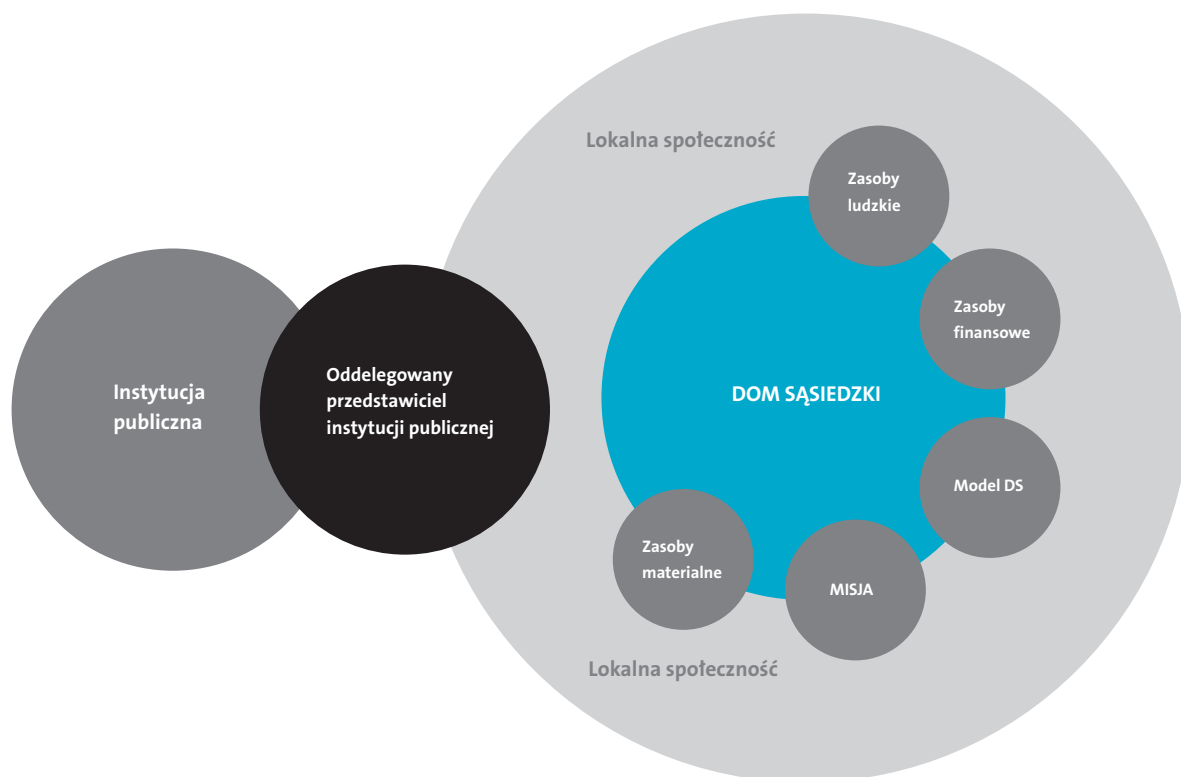 Lokalna społeczność
Zasoby
ludzkie
Zasoby
finansowe
Instytucja
publiczna
Oddelegowany
przedstawiciel
instytucji publicznej
DOM SĄSIEDZKI
Model DS
Zasoby
materialne
MISJA
Lokalna społeczność